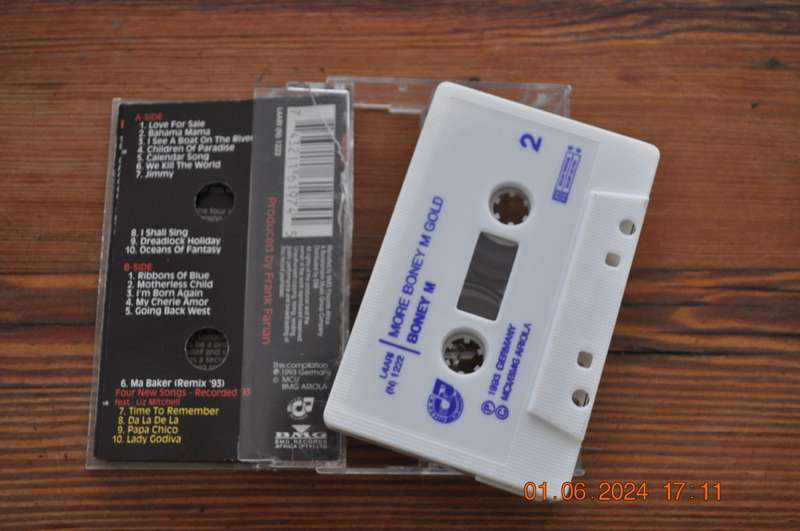 A-SIDE
1. Love For Sale
2. Bahama Mama
3. I See A Boat On The River
4. Children Of Paradise
5. Calendar Song
6. We Kill The World
7. Jimmy
8. I Shall Sing
9. Dreadlock Holiday
10. Oceans Of Fantasy
B-SIDE
1. Ribbons Of Blue
2. Motherless Child
3. I'm Born Again
4. My Cherie Amor
5. Going Back West
6. Ma Baker (Remix '93)
Four New Songs - Recorded '93
feat. Liz Mitchell
7. Time To Remember
8. Da La De La
9. Papa Chico
10. Lady Godiva
L4ARI (N) 1222
Produced by Frank Farian
This compilation
℗ 1993 Germany
© MCI/
BMG ARIOLA
BMG
BMG RECORDS
AFRICA (PTY) LTD
2
MORE BONEY M GOLD
BONEY M
L4ARI
(N) 1222
℗ 1993 GERMANY
© MCI/BMG ARIOLA
01.06.2024 17:11